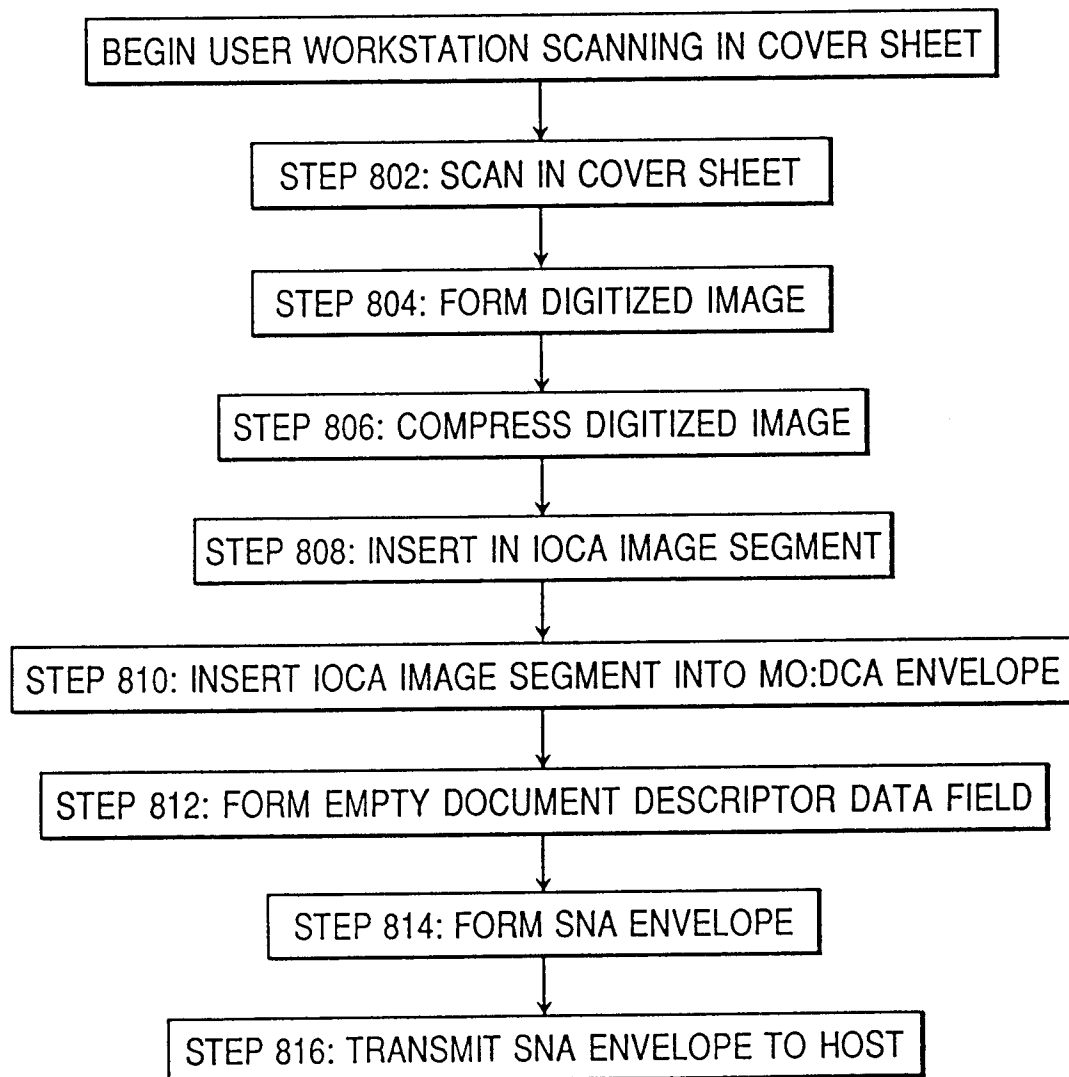 BEGIN USER WORKSTATION SCANNING IN COVER SHEET
STEP 802: SCAN IN COVER SHEET
STEP 804: FORM DIGITIZED IMAGE
STEP 806: COMPRESS DIGITIZED IMAGE
STEP 808: INSERT IN IOCA IMAGE SEGMENT
STEP 810: INSERT IOCA IMAGE SEGMENT INTO MO:DCA ENVELOPE
STEP 812: FORM EMPTY DOCUMENT DESCRIPTOR DATA FIELD
STEP 814: FORM SNA ENVELOPE
STEP 816: TRANSMIT SNA ENVELOPE TO HOST